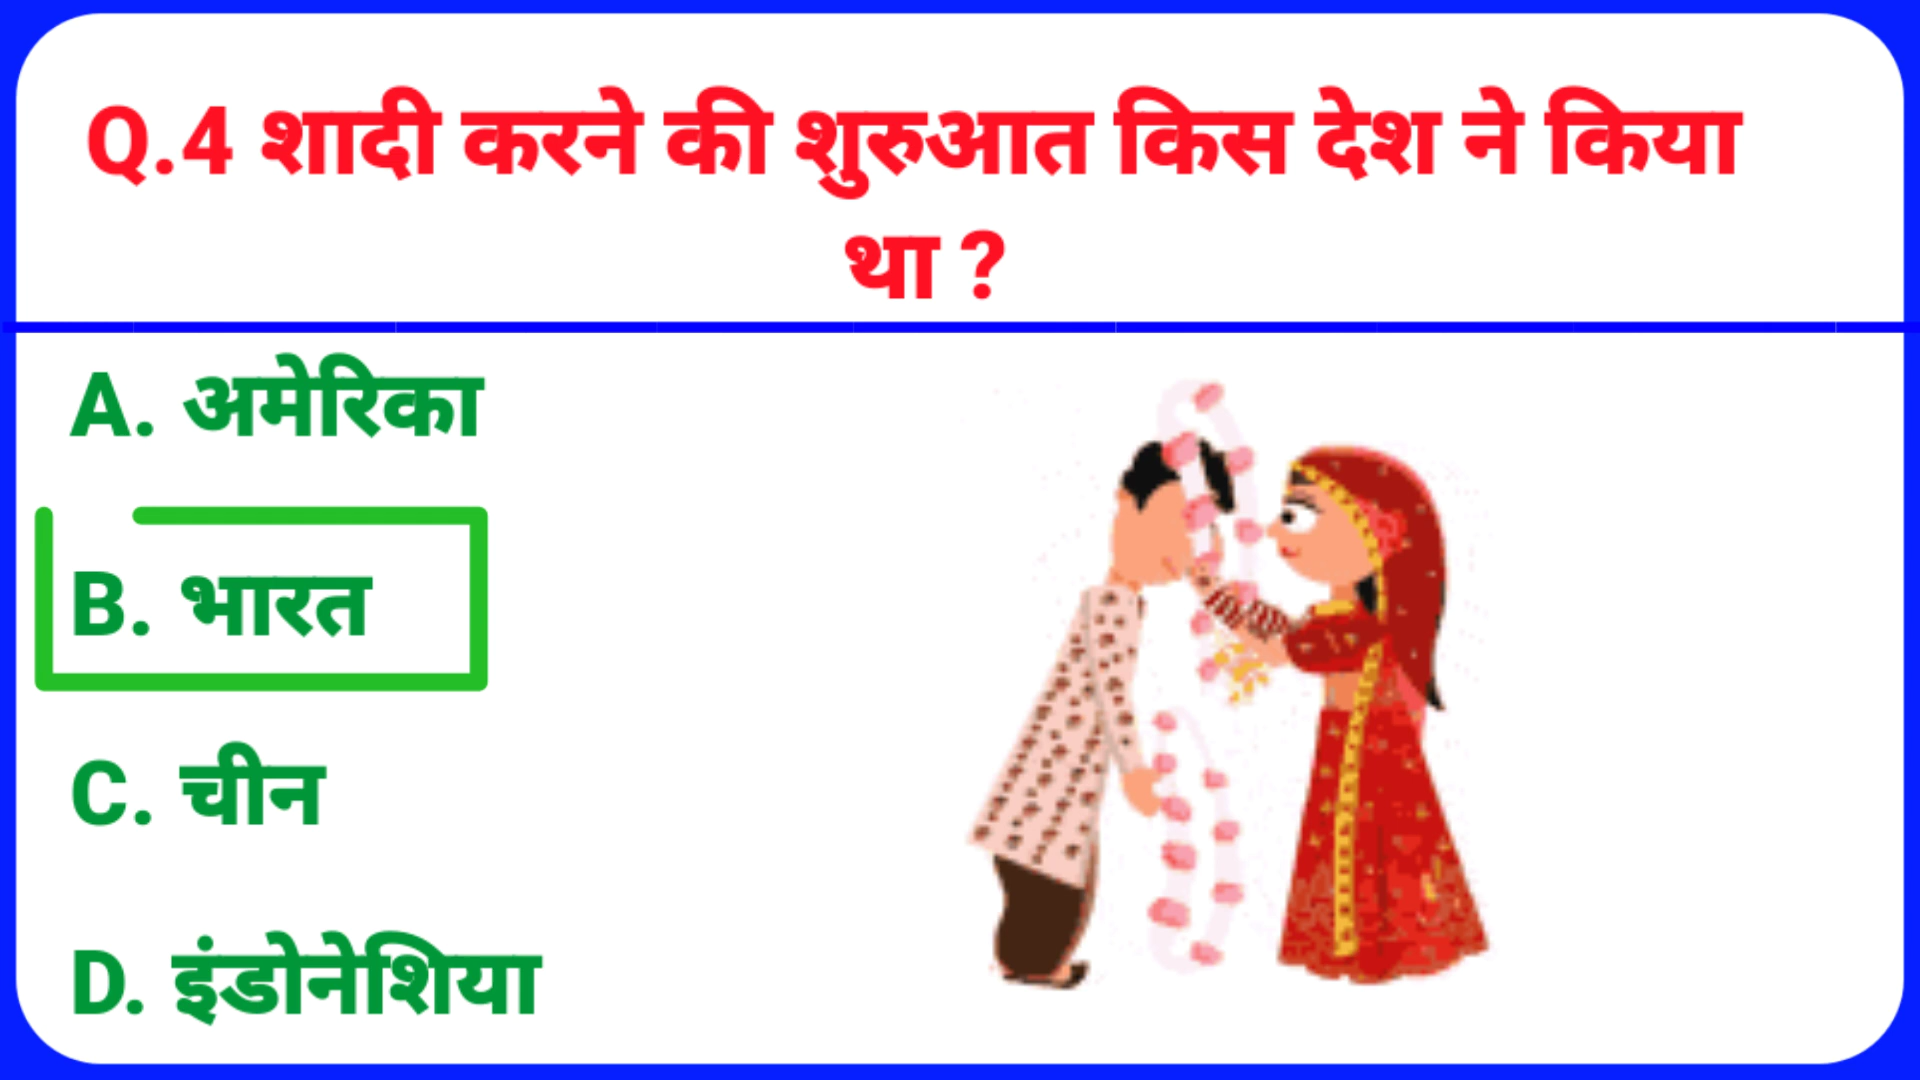 Q.4 शादी करने की शुरुआत किस देश ने किया
था ?
A. अमेरिका
B. भारत
C. चीन
D. इंडोनेशिया